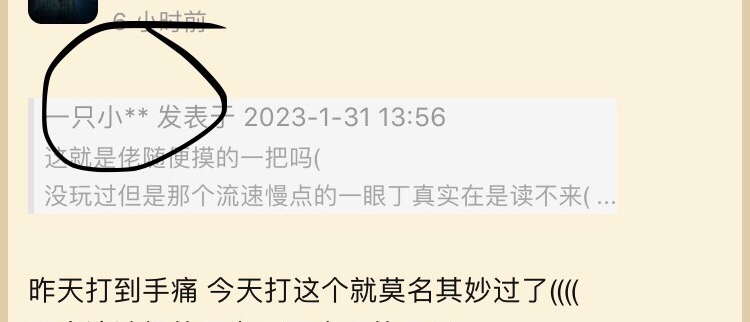 6 小时前
一只小** 发表于 2023-1-31 13:56
这就是佬随便摸的一把吗(
没玩过但是那个流速慢点的一眼丁真实在是读不来( ...
昨天打到手痛 今天打这个就莫名其妙过了((((